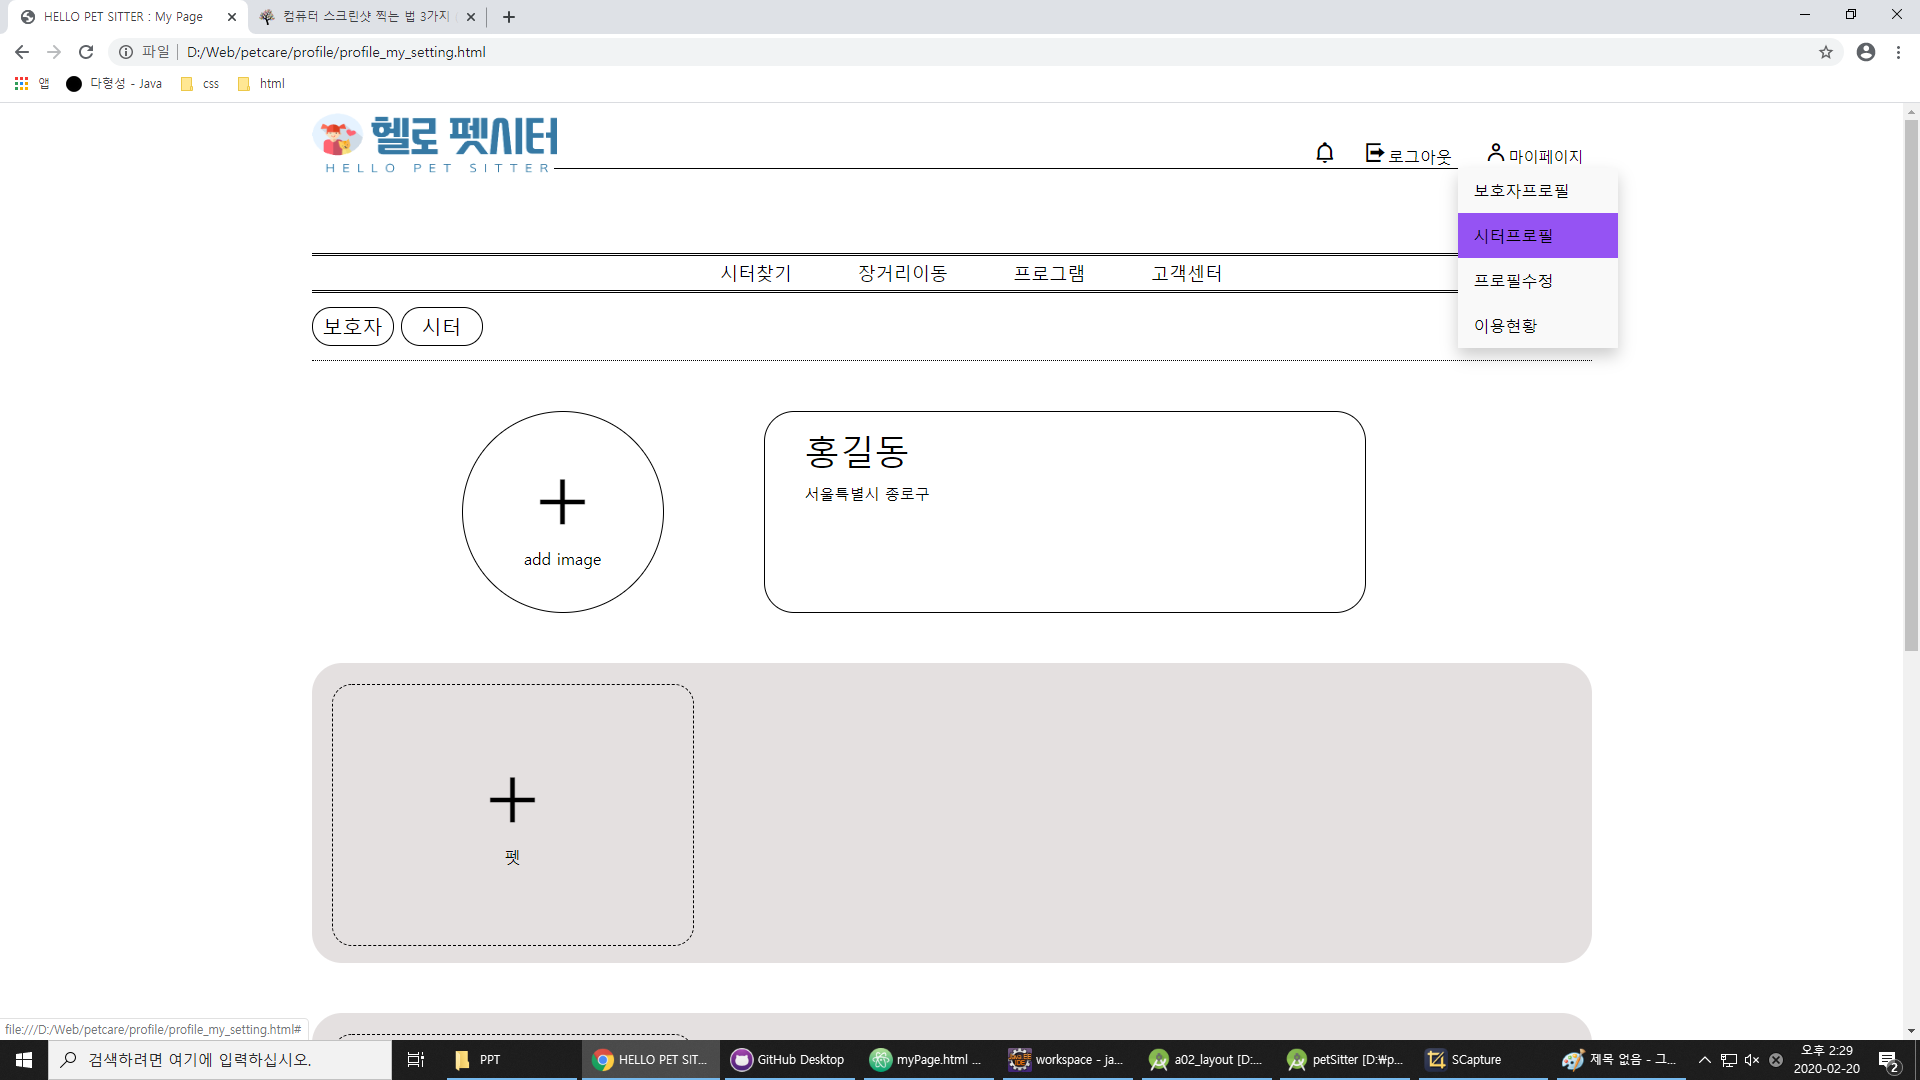 HELLO PET SITTER : My Page
컴퓨터 스크린샷 찍는 법 3가지
파일 D:/Web/petcare/profile/profile_my_setting.html
앱 다형성 - Java css html
헬로 펫시터
HELLO PET SITTER
로그아웃 마이페이지
보호자프로필
시터프로필
프로필수정
이용현황
시터찾기 장거리이동 프로그램 고객센터
보호자 시터
홍길동
서울특별시 종로구
add image
펫
file:///D:/Web/petcare/profile/profile_my_setting.html#
검색하려면 여기에 입력하십시오.
PPT
HELLO PET SIT...
GitHub Desktop
myPage.html ...
workspace - ja...
a02_layout [D:...
petSitter [D:₩p...
SCapture
제목 없음 - 그...
오후 2:29
2020-02-20
2